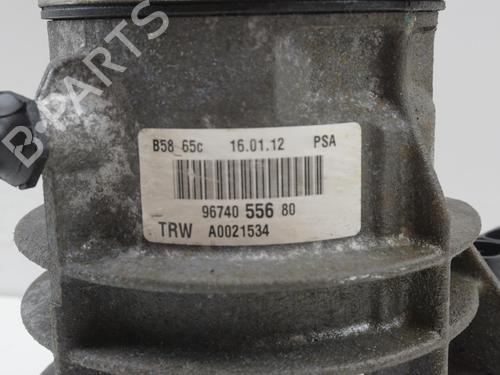 B-PARTS
B58 65c 16.01.12 PSA
96740 556 80
TRW A0021534